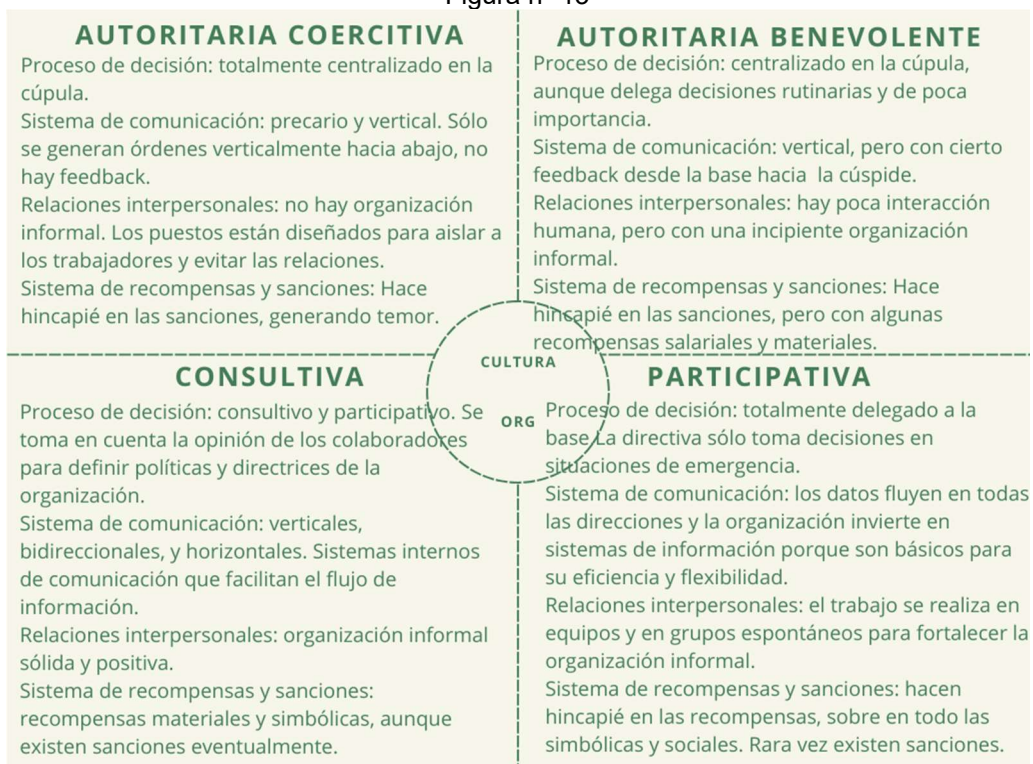 AUTORITARIA COERCITIVA
Proceso de decisión: totalmente centralizado en la
cúpula.
Sistema de comunicación: precario y vertical. Sólo
se generan órdenes verticalmente hacia abajo, no
hay feedback.
Relaciones interpersonales: no hay organización
informal. Los puestos están diseñados para aislar a
los trabajadores y evitar las relaciones.
Sistema de recompensas y sanciones: Hace
hincapié en las sanciones, generando temor.
AUTORITARIA BENEVOLENTE
Proceso de decisión: centralizado en la cúpula,
aunque delega decisiones rutinarias y de poca
importancia.
Sistema de comunicación: vertical, pero con cierto
feedback desde la base hacia la cúspide.
Relaciones interpersonales: hay poca interacción
humana, pero con una incipiente organización
informal.
Sistema de recompensas y sanciones: Hace
hincapié en las sanciones, pero con algunas
recompensas salariales y materiales.
CULTURA
ORG
CONSULTIVA
Proceso de decisión: consultivo y participativo. Se
toma en cuenta la opinión de los colaboradores
para definir políticas y directrices de la
organización.
Sistema de comunicación: verticales,
bidireccionales, y horizontales. Sistemas internos
de comunicación que facilitan el flujo de
información.
Relaciones interpersonales: organización informal
sólida y positiva.
Sistema de recompensas y sanciones:
recompensas materiales y simbólicas, aunque
existen sanciones eventualmente.
PARTICIPATIVA
Proceso de decisión: totalmente delegado a la
base.La directiva sólo toma decisiones en
situaciones de emergencia.
Sistema de comunicación: los datos fluyen en todas
las direcciones y la organización invierte en
sistemas de información porque son básicos para
su eficiencia y flexibilidad.
Relaciones interpersonales: el trabajo se realiza en
equipos y en grupos espontáneos para fortalecer la
organización informal.
Sistema de recompensas y sanciones: hacen
hincapié en las recompensas, sobre en todo las
simbólicas y sociales. Rara vez existen sanciones.